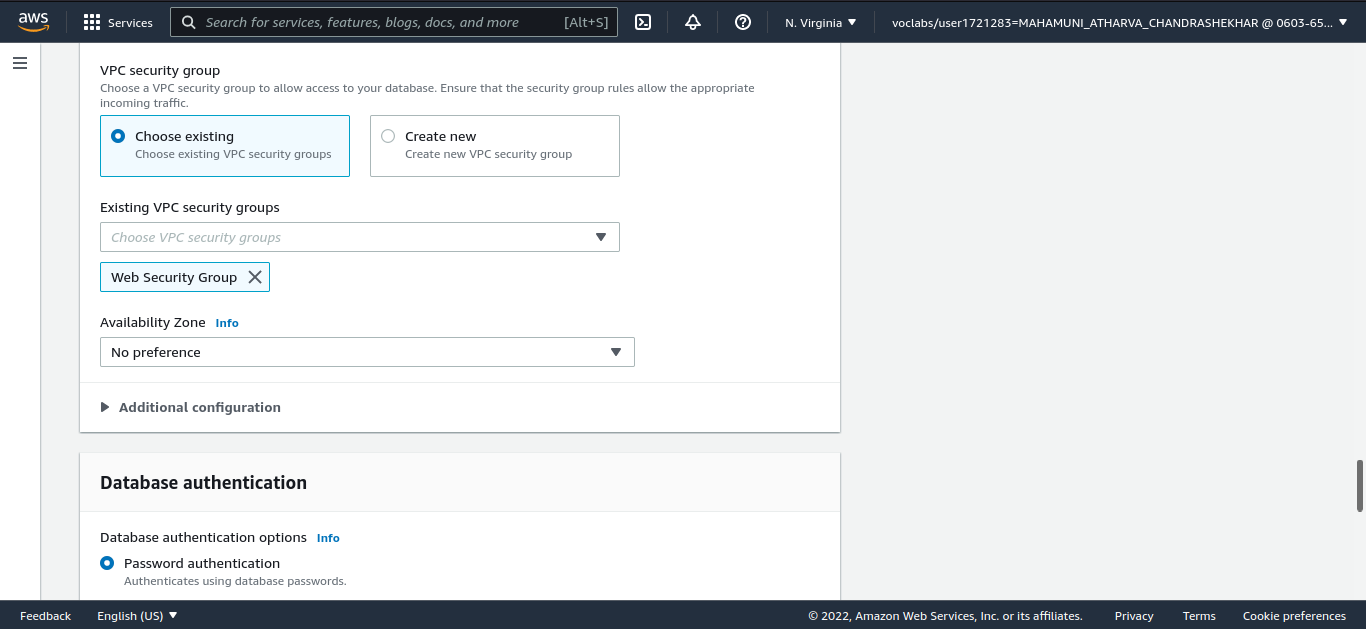 aws Services Search for services, features, blogs, docs, and more [Alt+S] N. Virginia voclabs/user1721283=MAHAMUNI_ATHARVA_CHANDRASHEKHAR @ 0603-65...
VPC security group
Choose a VPC security group to allow access to your database. Ensure that the security group rules allow the appropriate
incoming traffic.
Choose existing
Choose existing VPC security groups
Create new
Create new VPC security group
Existing VPC security groups
Choose VPC security groups
Web Security Group
Availability Zone Info
No preference
Additional configuration
Database authentication
Database authentication options Info
Password authentication
Authenticates using database passwords.
Feedback English (US) © 2022, Amazon Web Services, Inc. or its affiliates. Privacy Terms Cookie preferences